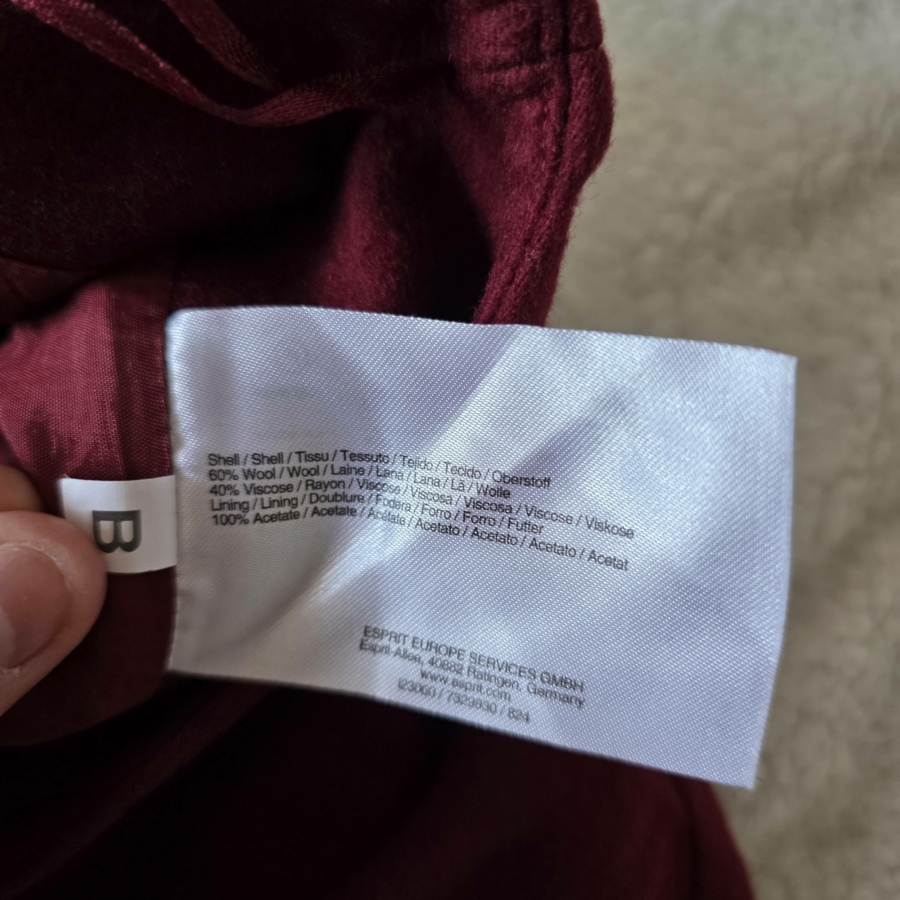 Shell / Shell / Tissu / Tessuto / Tejido / Tecido / Oberstoff
60% Wool / Wool / Laine / Lana / Lana / Lã / Wolle
40% Viscose / Rayon / Viscose / Viscosa / Viscosa / Viscose / Viskose
Lining / Lining / Doublure / Fodera / Forro / Forro / Futter
100% Acetate / Acetate / Acetate / Acetato / Acetato / Acetato / Acetat
B
ESPRIT EUROPE SERVICES GMBH
Esprit-Allee, 40882 Ratingen, Germany
www.esprit.com
I23060 / 7329930 / 824